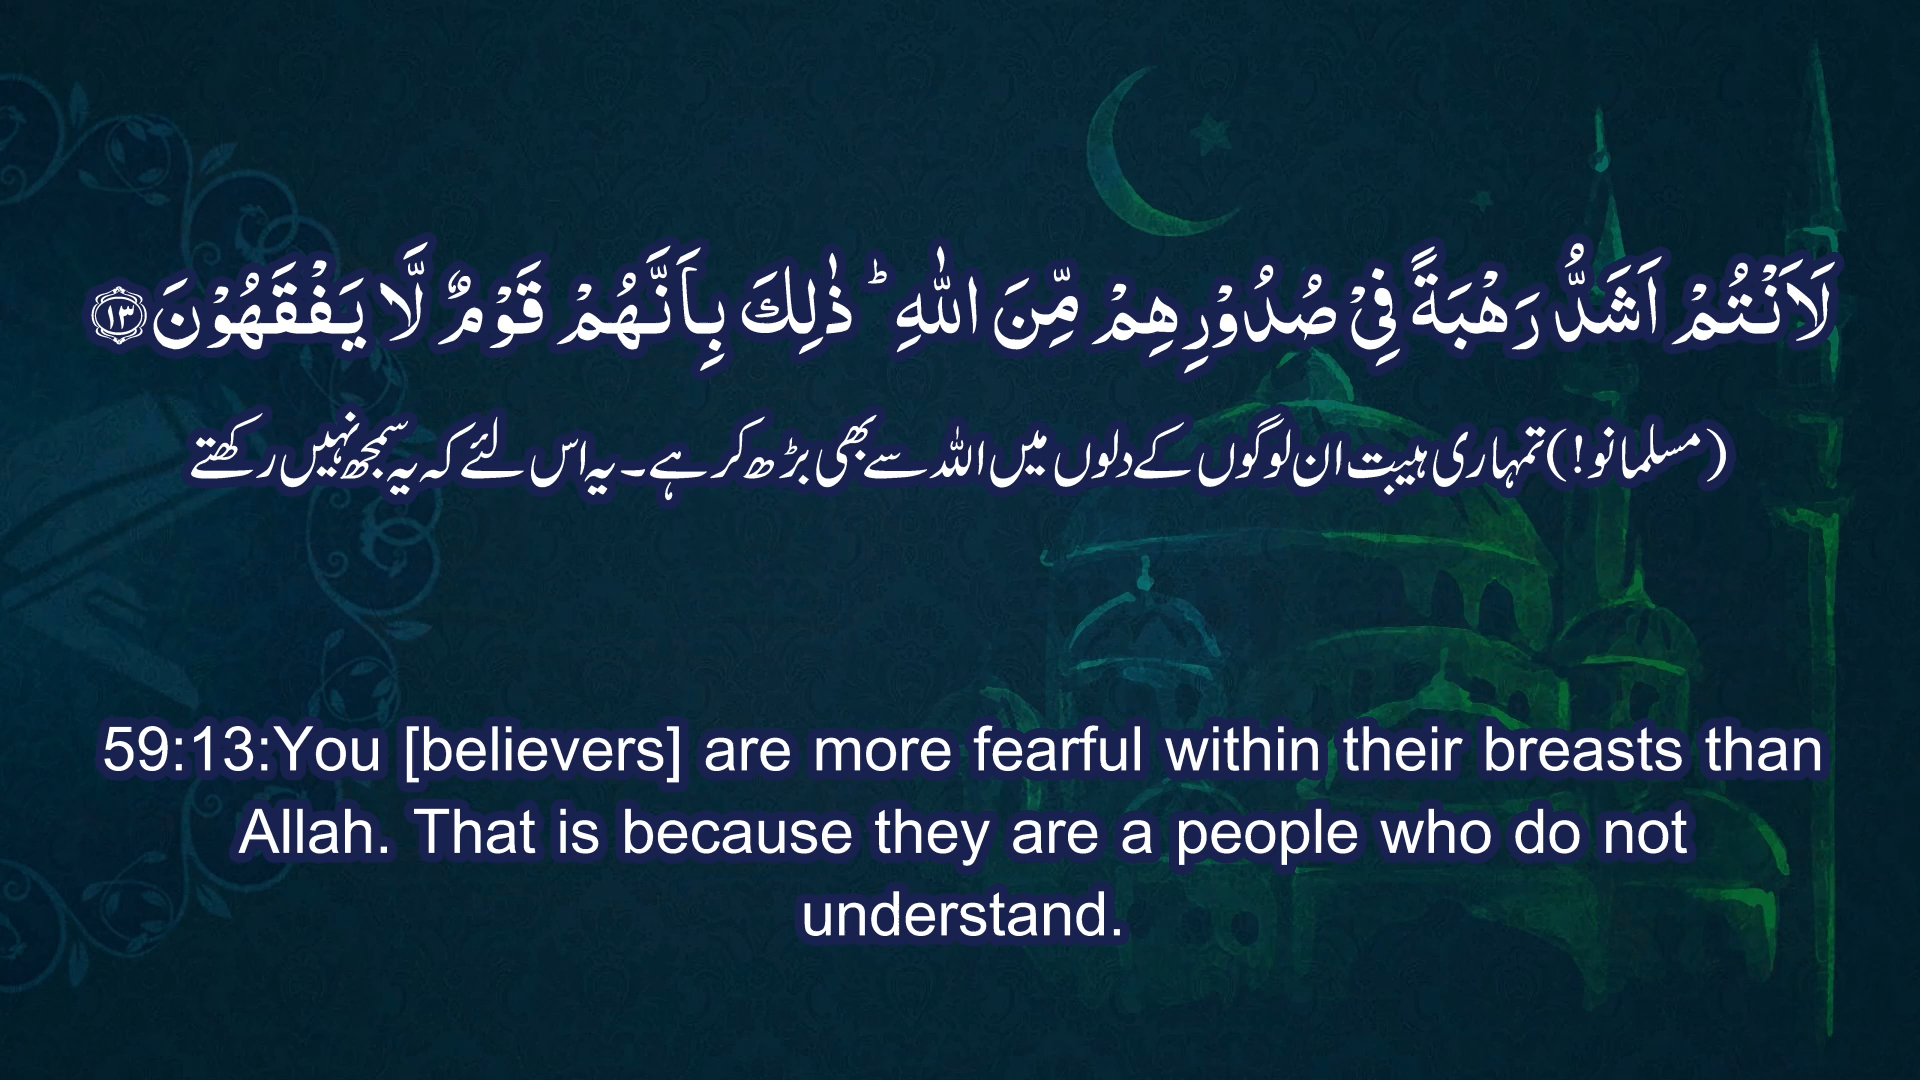 لَاَنْتُمْ اَشَدُّ رَهْبَةً فِیْ صُدُوْرِهِمْ مِّنَ اللّٰهِ ؕ ذٰلِكَ بِاَنَّهُمْ قَوْمٌ لَّا یَفْقَهُوْنَ ﴿۱۳﴾
(مسلمانو!) تمہاری ہیبت ان لوگوں کے دلوں میں اللہ سے بھی بڑھ کر ہے۔ یہ اس لئے کہ یہ سمجھ نہیں رکھتے
59:13:You [believers] are more fearful within their breasts than
Allah. That is because they are a people who do not
understand.